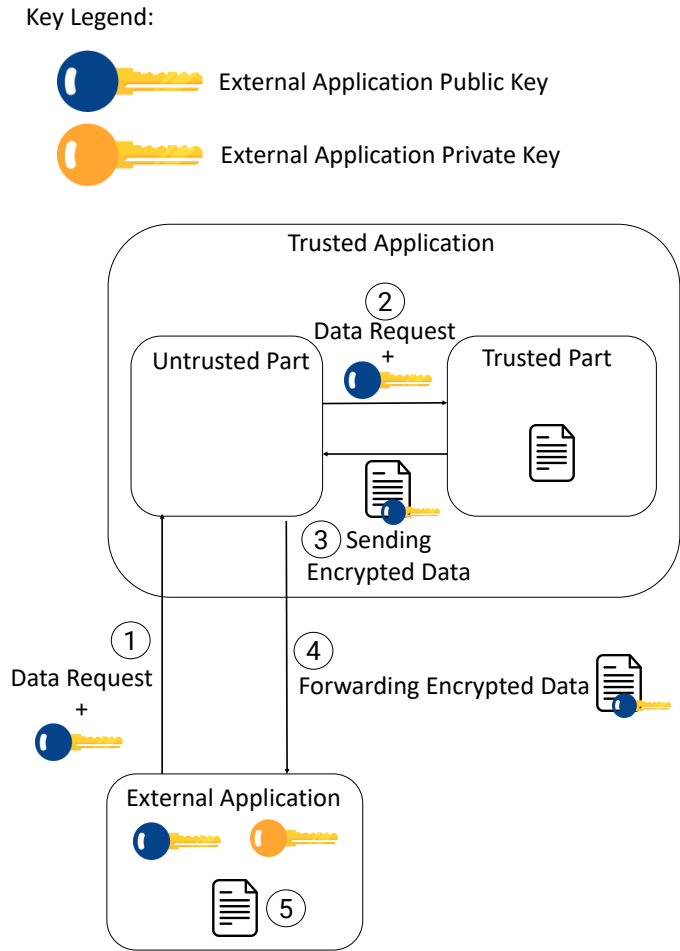 Key Legend:
External Application Public Key
External Application Private Key
Trusted Application
2
Data Request
+
Untrusted Part
Trusted Part
3 Sending
Encrypted Data
1
Data Request
+
4
Forwarding Encrypted Data
External Application
5